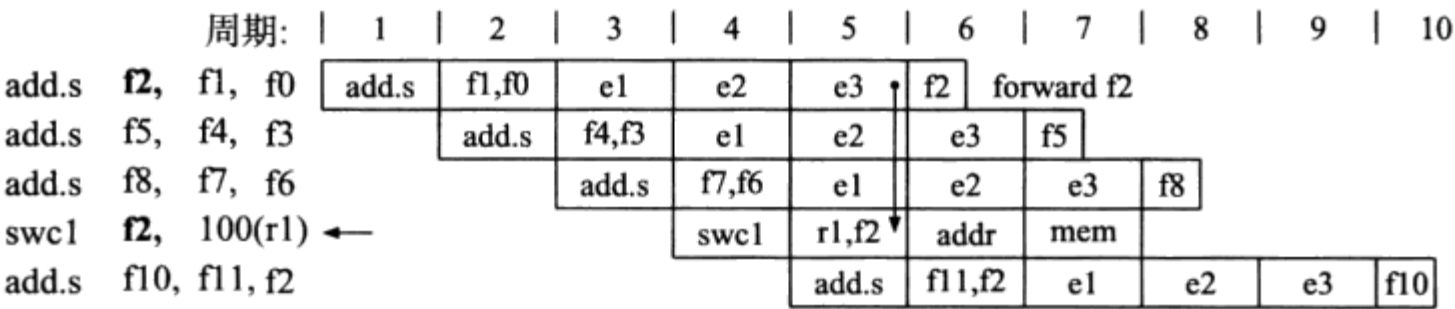 周期: | 1 | 2 | 3 | 4 | 5 | 6 | 7 | 8 | 9 | 10
add.s f2, f1, f0 add.s f1,f0 e1 e2 e3 f2 forward f2
add.s f5, f4, f3 add.s f4,f3 e1 e2 e3 f5
add.s f8, f7, f6 add.s f7,f6 e1 e2 e3 f8
swc1 f2, 100(r1) swc1 r1,f2 addr mem
add.s f10, f11, f2 add.s f11,f2 e1 e2 e3 f10